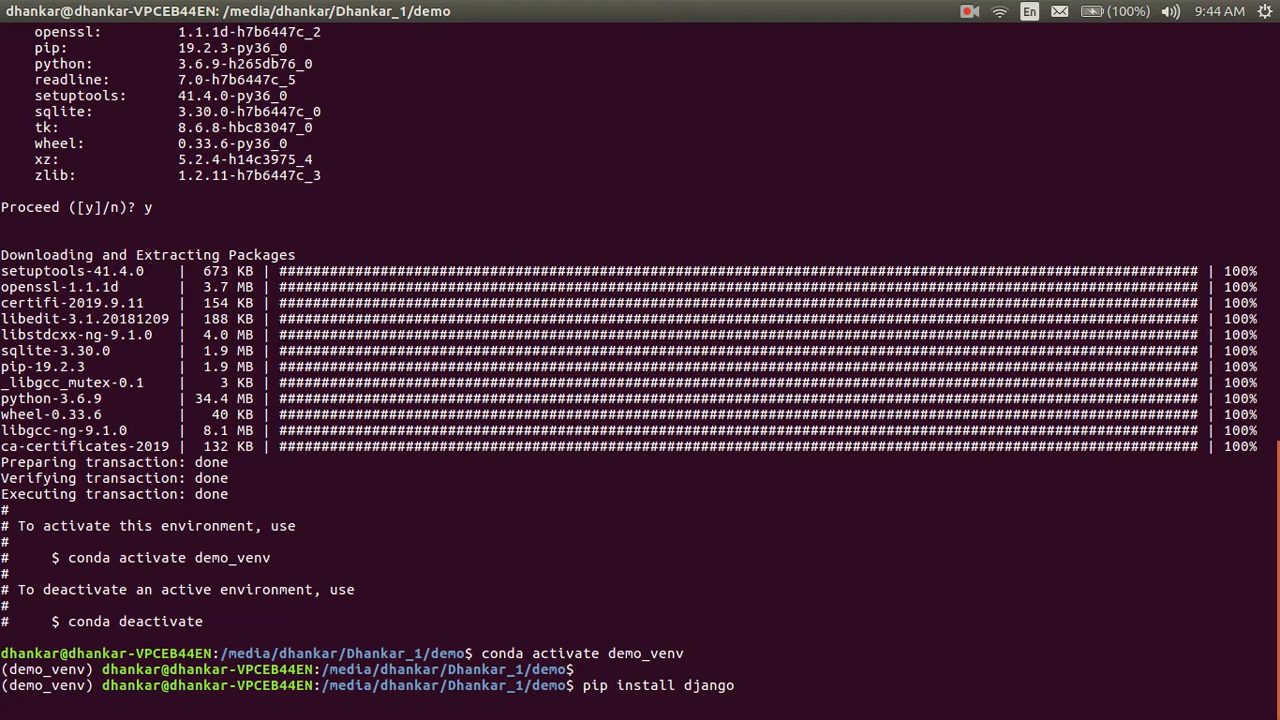 dhankar@dhankar-VPCEB44EN: /media/dhankar/Dhankar_1/demo En (100%) 9:44 AM
openssl: 1.1.1d-h7b6447c_2
pip: 19.2.3-py36_0
python: 3.6.9-h265db76_0
readline: 7.0-h7b6447c_5
setuptools: 41.4.0-py36_0
sqlite: 3.30.0-h7b6447c_0
tk: 8.6.8-hbc83047_0
wheel: 0.33.6-py36_0
xz: 5.2.4-h14c3975_4
zlib: 1.2.11-h7b6447c_3
Proceed ([y]/n)? y
Downloading and Extracting Packages
setuptools-41.4.0 | 673 KB | ############################################################################################################# | 100%
openssl-1.1.1d | 3.7 MB | ############################################################################################################# | 100%
certifi-2019.9.11 | 154 KB | ############################################################################################################# | 100%
libedit-3.1.20181209 | 188 KB | ############################################################################################################# | 100%
libstdcxx-ng-9.1.0 | 4.0 MB | ############################################################################################################# | 100%
sqlite-3.30.0 | 1.9 MB | ############################################################################################################# | 100%
pip-19.2.3 | 1.9 MB | ############################################################################################################# | 100%
_libgcc_mutex-0.1 | 3 KB | ############################################################################################################# | 100%
python-3.6.9 | 34.4 MB | ############################################################################################################# | 100%
wheel-0.33.6 | 40 KB | ############################################################################################################# | 100%
libgcc-ng-9.1.0 | 8.1 MB | ############################################################################################################# | 100%
ca-certificates-2019 | 132 KB | ############################################################################################################# | 100%
Preparing transaction: done
Verifying transaction: done
Executing transaction: done
#
# To activate this environment, use
#
# $ conda activate demo_venv
#
# To deactivate an active environment, use
#
# $ conda deactivate
dhankar@dhankar-VPCEB44EN:/media/dhankar/Dhankar_1/demo$ conda activate demo_venv
(demo_venv) dhankar@dhankar-VPCEB44EN:/media/dhankar/Dhankar_1/demo$
(demo_venv) dhankar@dhankar-VPCEB44EN:/media/dhankar/Dhankar_1/demo$ pip install django